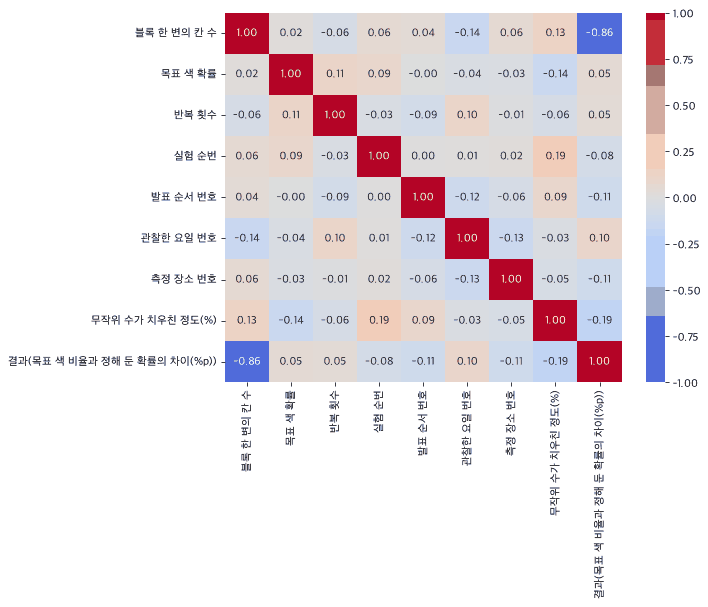 블록 한 변의 칸 수 1.00 0.02 -0.06 0.06 0.04 -0.14 0.06 0.13 -0.86
목표 색 확률 0.02 1.00 0.11 0.09 -0.00 -0.04 -0.03 -0.14 0.05
반복 횟수 -0.06 0.11 1.00 -0.03 -0.09 0.10 -0.01 -0.06 0.05
실험 순번 0.06 0.09 -0.03 1.00 0.00 0.01 0.02 0.19 -0.08
발표 순서 번호 0.04 -0.00 -0.09 0.00 1.00 -0.12 -0.06 0.09 -0.11
관찰한 요일 번호 -0.14 -0.04 0.10 0.01 -0.12 1.00 -0.13 -0.03 0.10
측정 장소 번호 0.06 -0.03 -0.01 0.02 -0.06 -0.13 1.00 -0.05 -0.11
무작위 수가 치우친 정도(%) 0.13 -0.14 -0.06 0.19 0.09 -0.03 -0.05 1.00 -0.19
결과(목표 색 비율과 정해 둔 확률의 차이(%p)) -0.86 0.05 0.05 -0.08 -0.11 0.10 -0.11 -0.19 1.00
블록 한 변의 칸 수
목표 색 확률
반복 횟수
실험 순번
발표 순서 번호
관찰한 요일 번호
측정 장소 번호
무작위 수가 치우친 정도(%)
결과(목표 색 비율과 정해 둔 확률의 차이(%p))
1.00
0.75
0.50
0.25
0.00
-0.25
-0.50
-0.75
-1.00